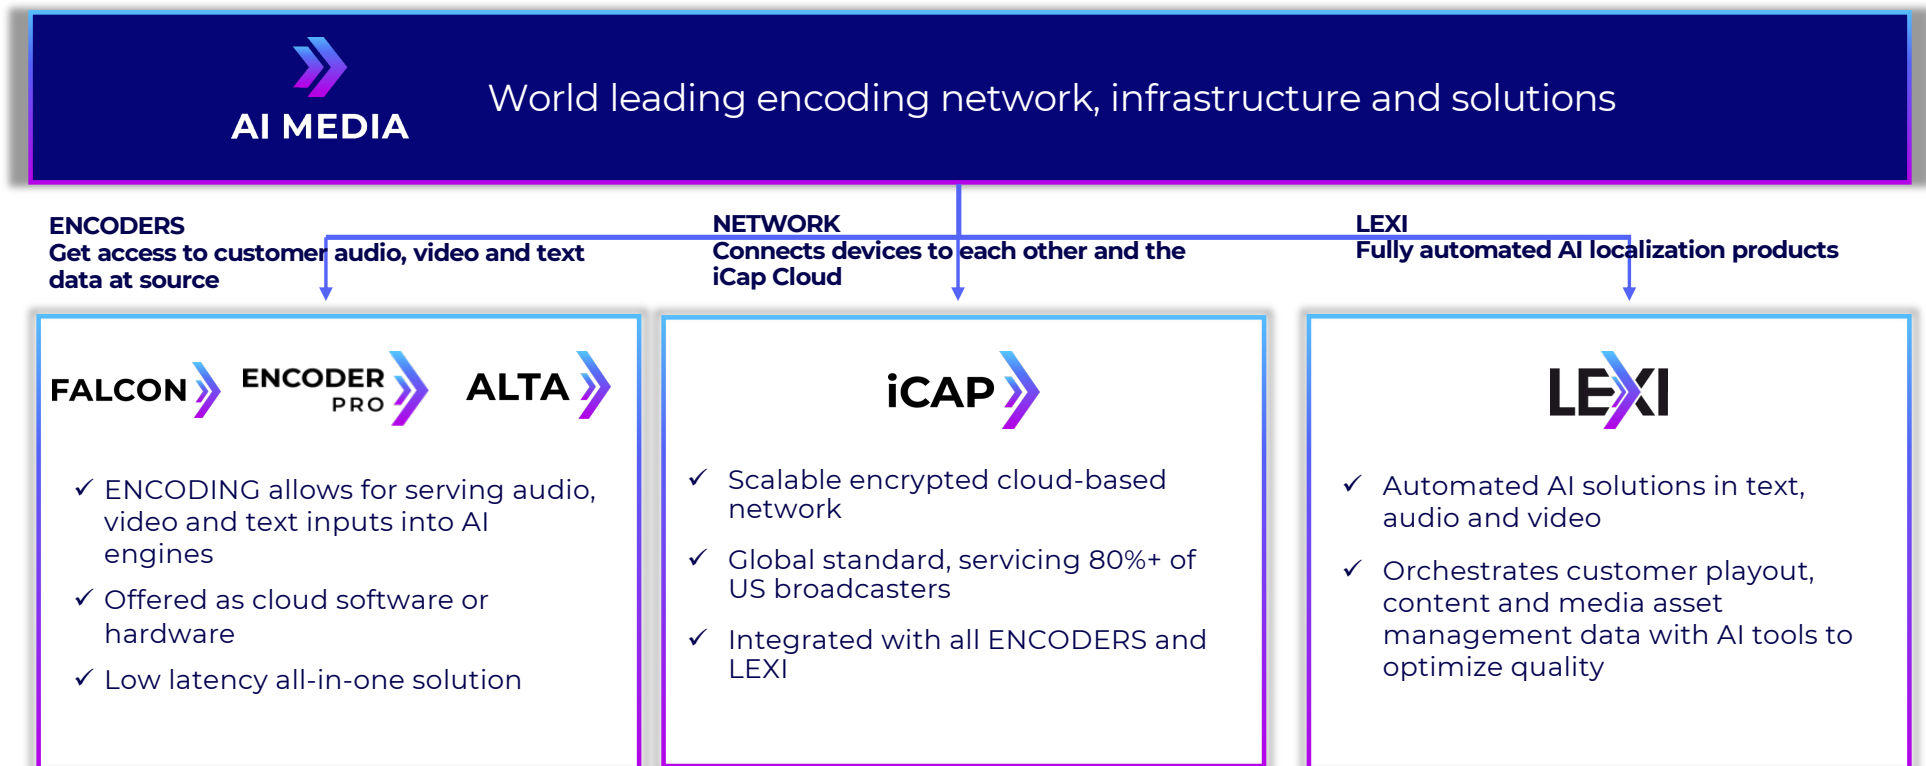 AI MEDIA
World leading encoding network, infrastructure and solutions
ENCODERS
Get access to customer audio, video and text
data at source
NETWORK
Connects devices to each other and the
iCap Cloud
LEXI
Fully automated AI localization products
FALCON
ENCODER
PRO
ALTA
✓ ENCODING allows for serving audio,
video and text inputs into AI
engines
✓ Offered as cloud software or
hardware
✓ Low latency all-in-one solution
iCAP
✓ Scalable encrypted cloud-based
network
✓ Global standard, servicing 80%+ of
US broadcasters
✓ Integrated with all ENCODERS and
LEXI
LEXI
✓ Automated AI solutions in text,
audio and video
✓ Orchestrates customer playout,
content and media asset
management data with AI tools to
optimize quality